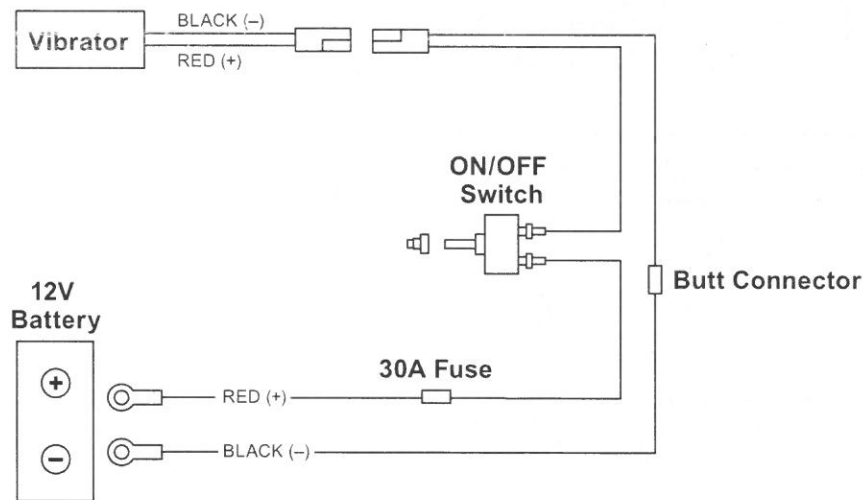 BLACK (–)
Vibrator
RED (+)
ON/OFF
Switch
Butt Connector
12V
Battery
30A Fuse
+
RED (+)
–
BLACK (–)